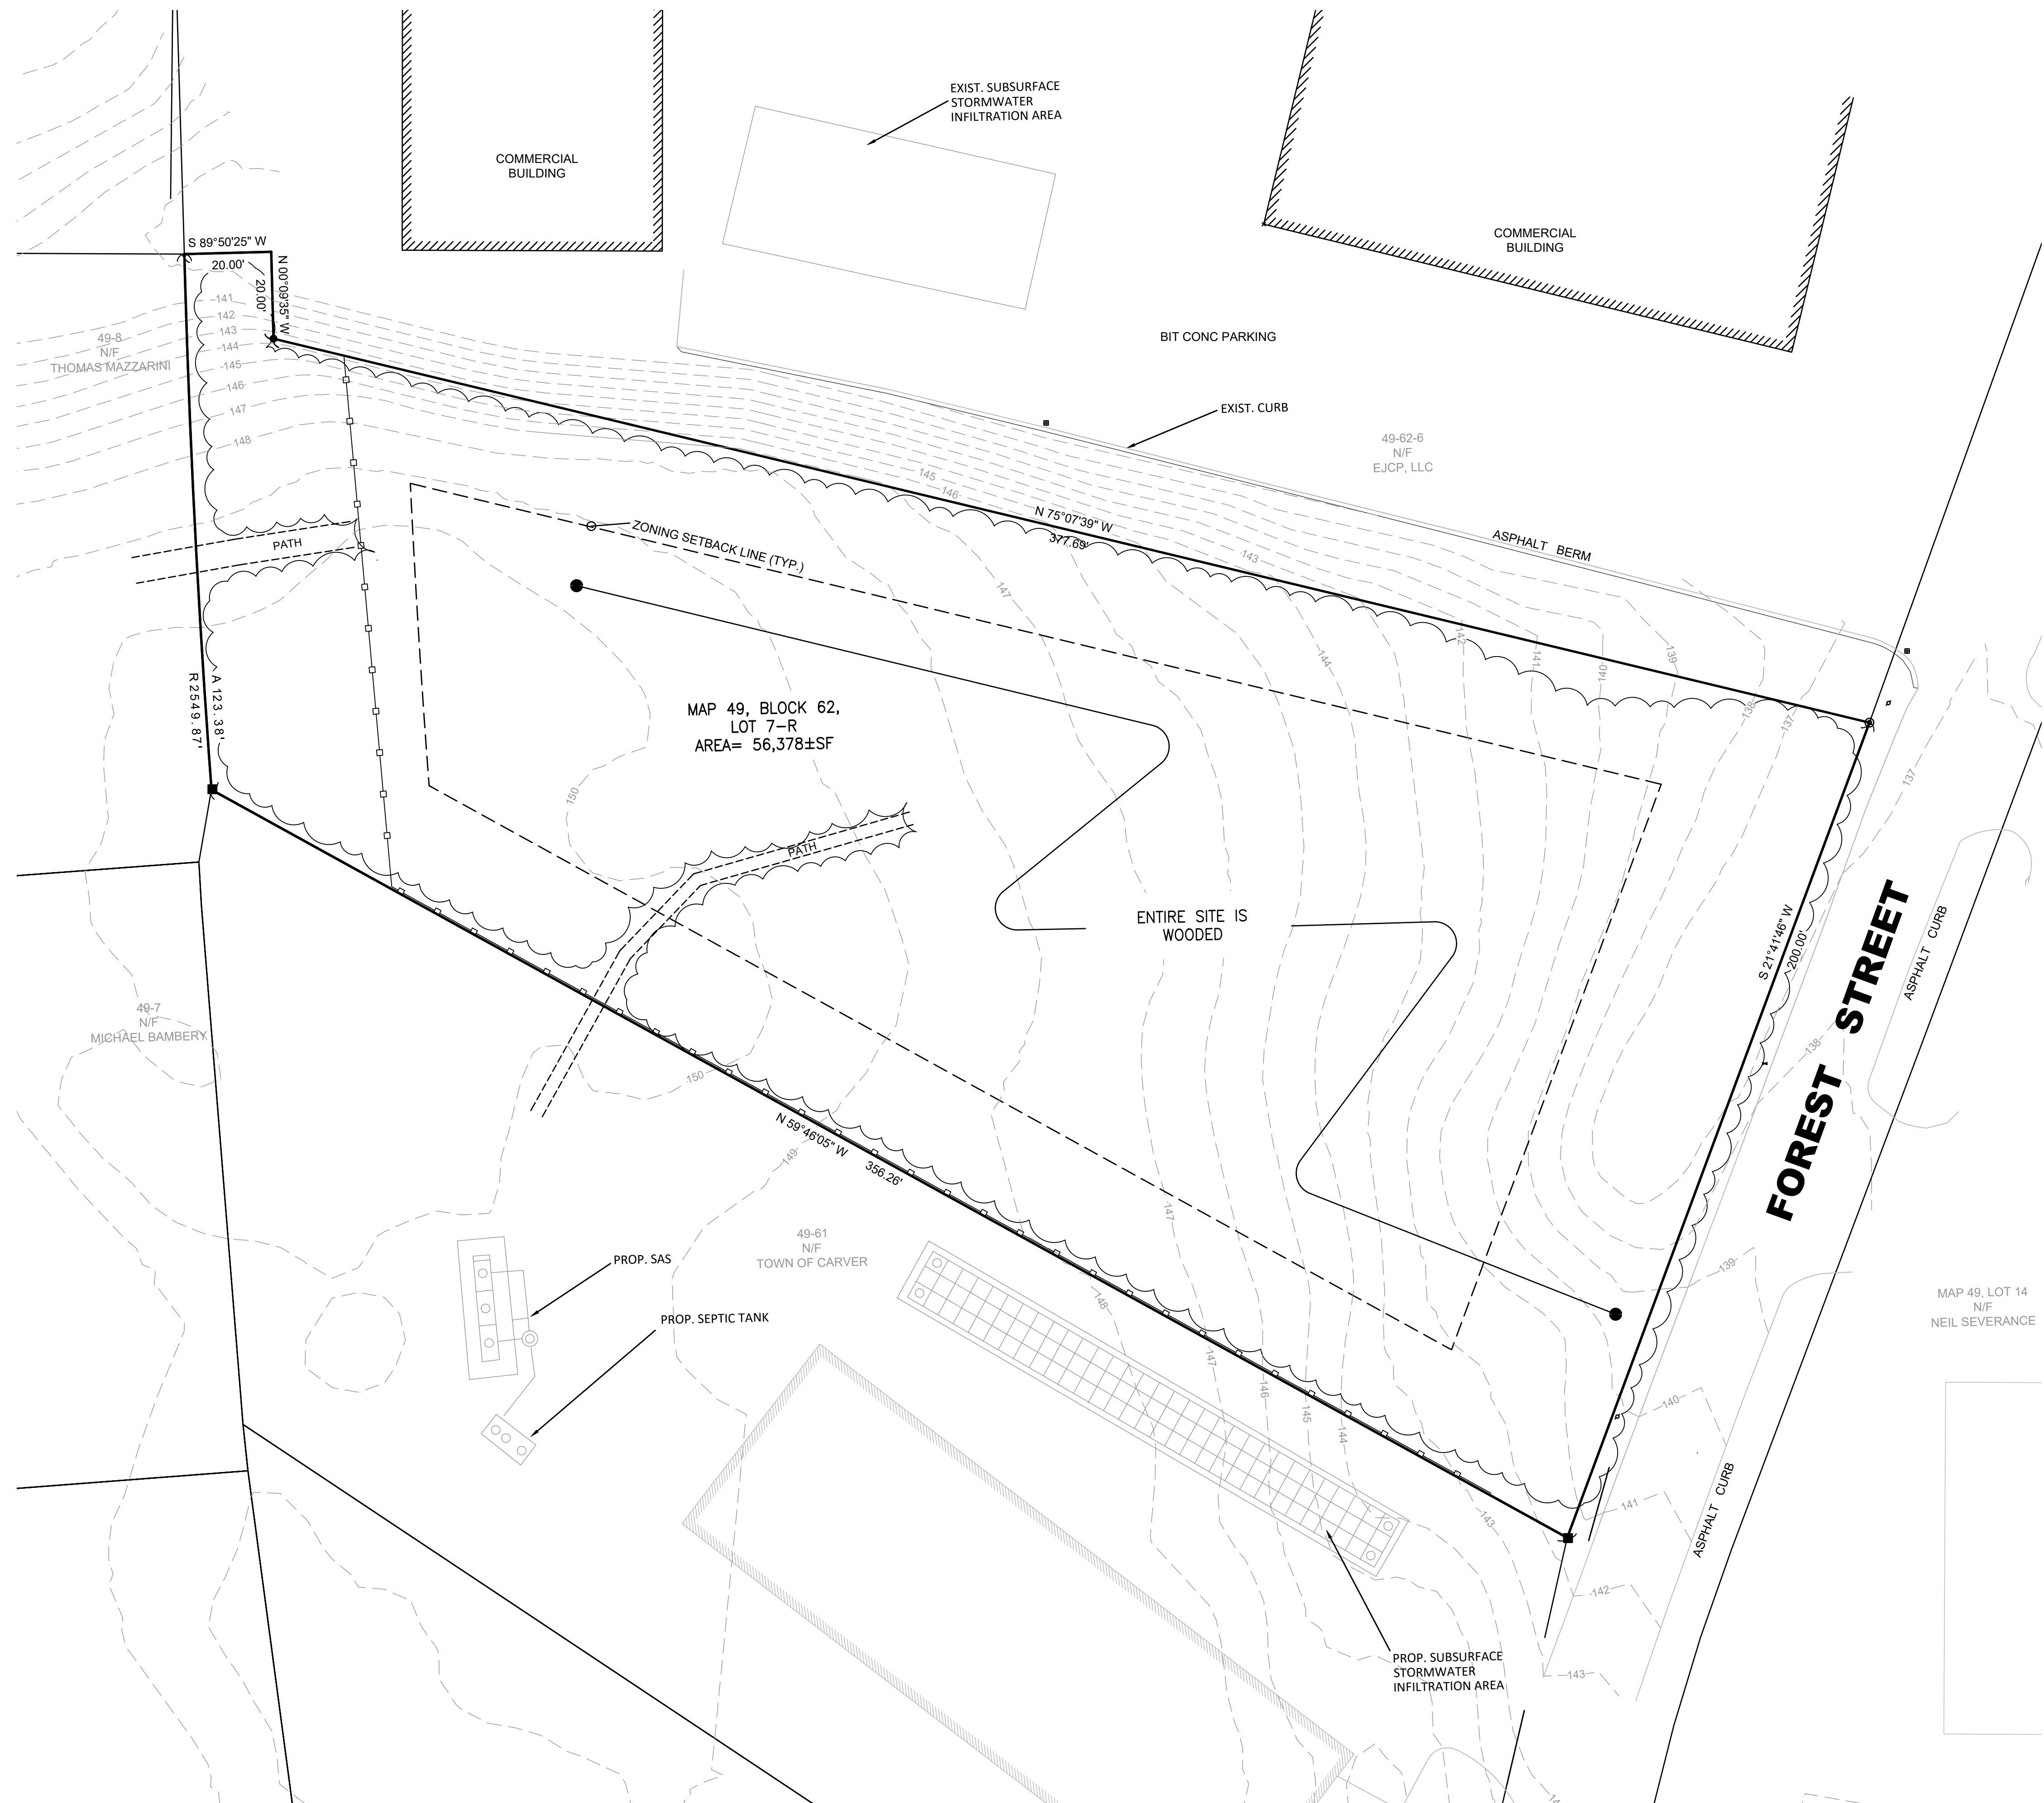 EXIST. SUBSURFACE
STORMWATER
INFILTRATION AREA
COMMERCIAL
BUILDING
COMMERCIAL
BUILDING
S 89°50'25" W
20.00'
N 00°09'35" W
20.00'
141
142
143
144
145
146
147
148
49-8
N/F
THOMAS MAZZARINI
BIT CONC PARKING
EXIST. CURB
49-62-6
N/F
EJCP, LLC
145
146
N 75°07'39" W
377.69'
143
ASPHALT BERM
ZONING SETBACK LINE (TYP.)
PATH
147
144
142
141
140
139
138
137
137
R 2549.87'
A 123.38'
MAP 49, BLOCK 62,
LOT 7-R
AREA= 56,378±SF
150
PATH
ENTIRE SITE IS
WOODED
S 21°41'46" W
200.00'
FOREST STREET
ASPHALT CURB
49-7
N/F
MICHAEL BAMBERY
138
150
N 59°46'05" W
356.26'
149
147
49-61
N/F
TOWN OF CARVER
PROP. SAS
PROP. SEPTIC TANK
139
MAP 49, LOT 14
N/F
NEIL SEVERANCE
148
147
146
145
144
143
140
141
142
143
ASPHALT CURB
PROP. SUBSURFACE
STORMWATER
INFILTRATION AREA